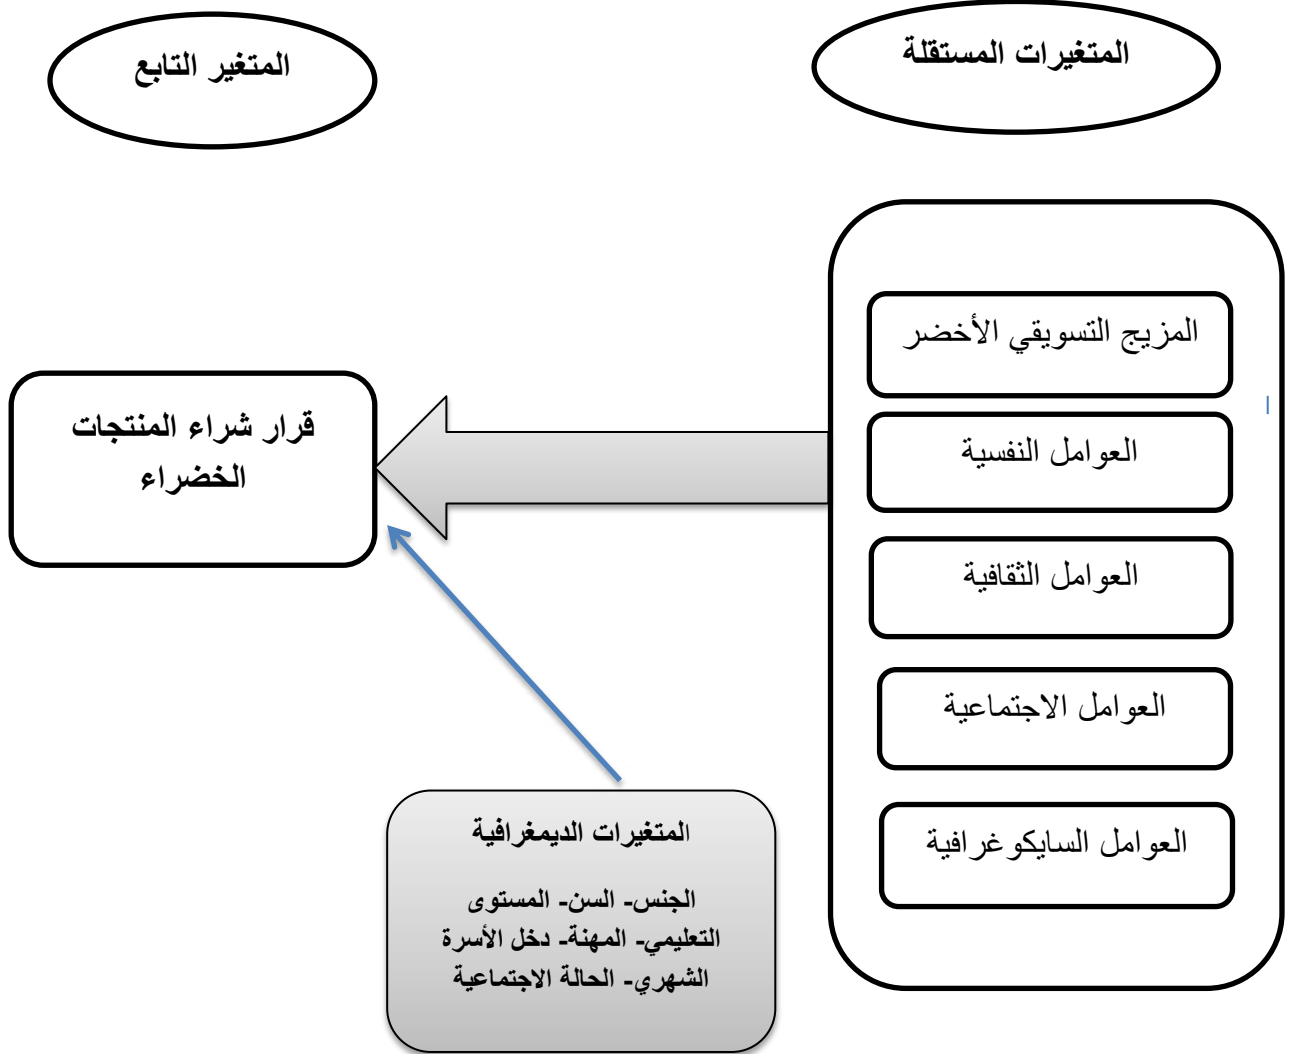 المتغيرات المستقلة
المتغير التابع
المزيج التسويقي الأخضر
العوامل النفسية
العوامل الثقافية
العوامل الاجتماعية
العوامل السايكوغرافية
قرار شراء المنتجات
الخضراء
المتغيرات الديمغرافية
الجنس- السن- المستوى
التعليمي- المهنة- دخل الأسرة
الشهري- الحالة الاجتماعية